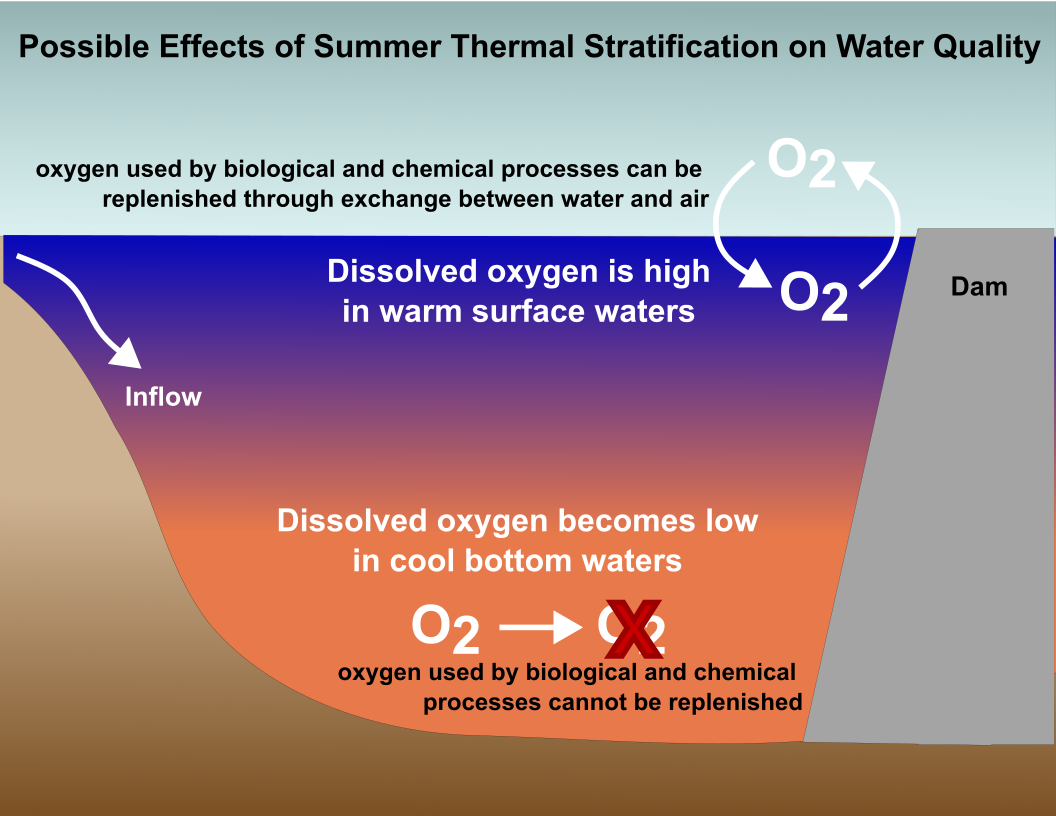 Possible Effects of Summer Thermal Stratification on Water Quality
oxygen used by biological and chemical processes can be
replenished through exchange between water and air
O2
Dissolved oxygen is high
in warm surface waters
O2
Dam
Inflow
Dissolved oxygen becomes low
in cool bottom waters
O2 O2
X
oxygen used by biological and chemical
processes cannot be replenished